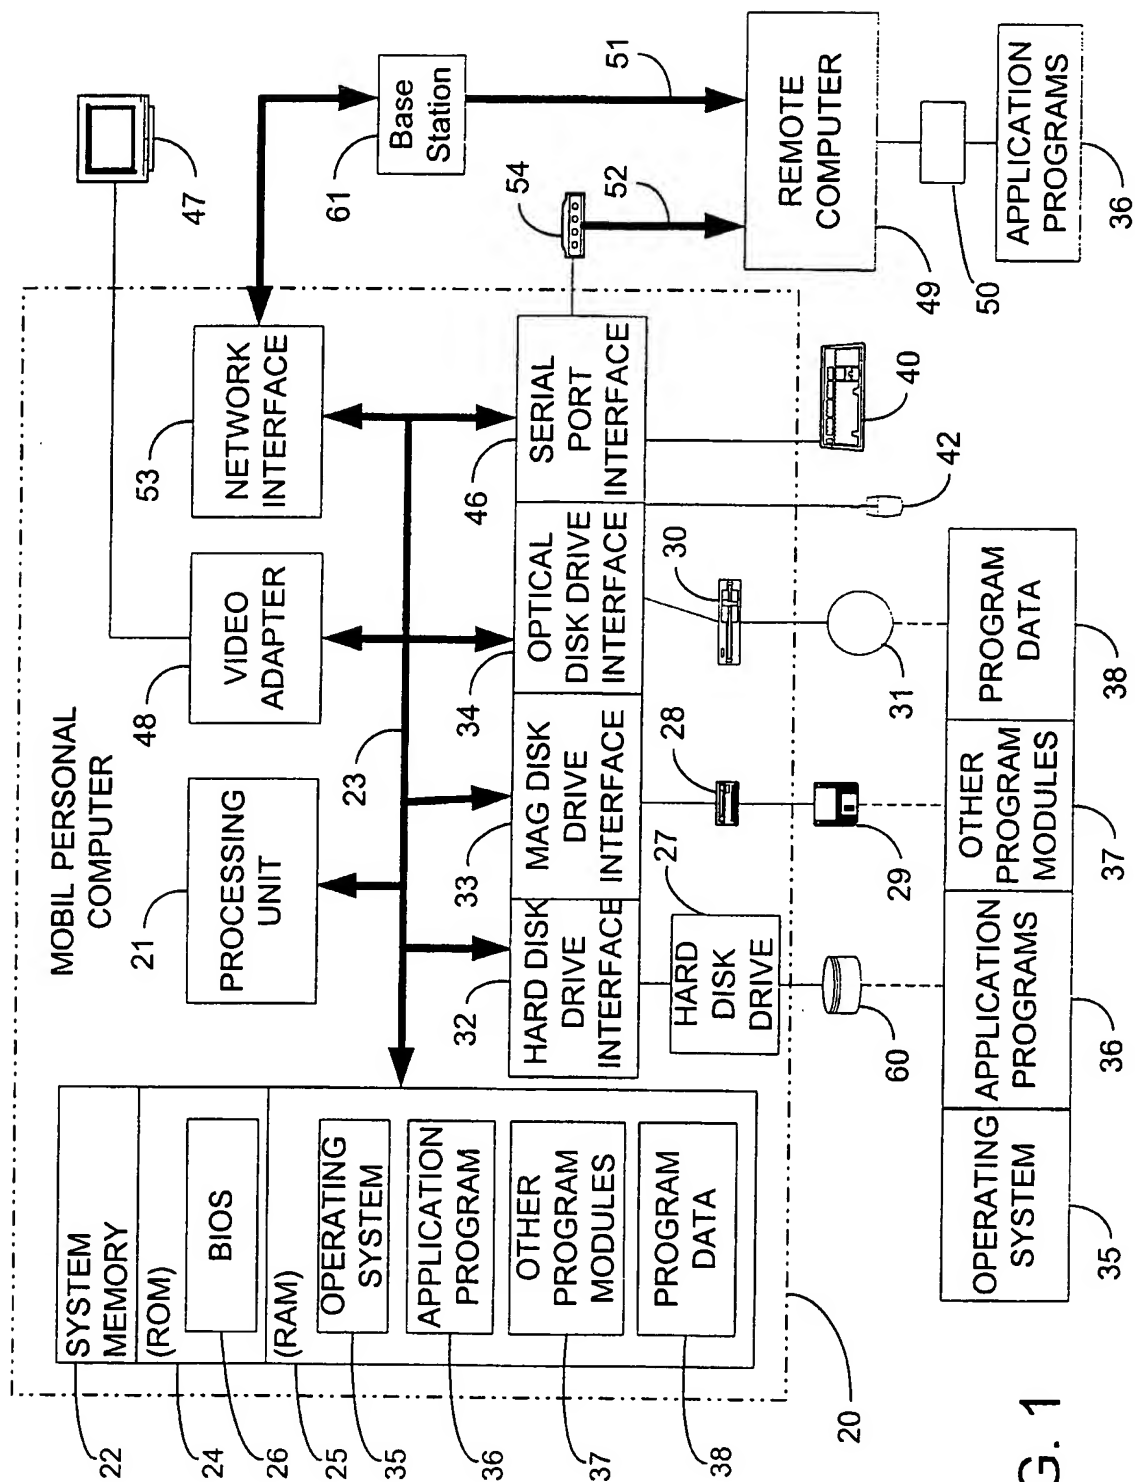 MOBIL PERSONAL
COMPUTER
20
22
SYSTEM
MEMORY
24
(ROM)
26
BIOS
25
(RAM)
35
OPERATING
SYSTEM
36
APPLICATION
PROGRAM
37
OTHER
PROGRAM
MODULES
38
PROGRAM
DATA
21
PROCESSING
UNIT
48
VIDEO
ADAPTER
53
NETWORK
INTERFACE
47
61
Base
Station
51
23
32
HARD DISK
DRIVE
INTERFACE
33
MAG DISK
DRIVE
INTERFACE
34
OPTICAL
DISK DRIVE
INTERFACE
46
SERIAL
PORT
INTERFACE
54
52
REMOTE
COMPUTER
49
50
APPLICATION
PROGRAMS
36
27
HARD
DISK
DRIVE
28
30
42
40
60
29
31
OPERATING
SYSTEM
35
APPLICATION
PROGRAMS
36
OTHER
PROGRAM
MODULES
37
PROGRAM
DATA
38
G. 1